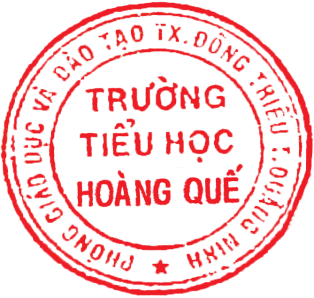 PHÒNG GIÁO DỤC VÀ ĐÀO TẠO TX. ĐÔNG TRIỀU T. QUẢNG NINH
TRƯỜNG
TIỂU HỌC
HOÀNG QUẾ